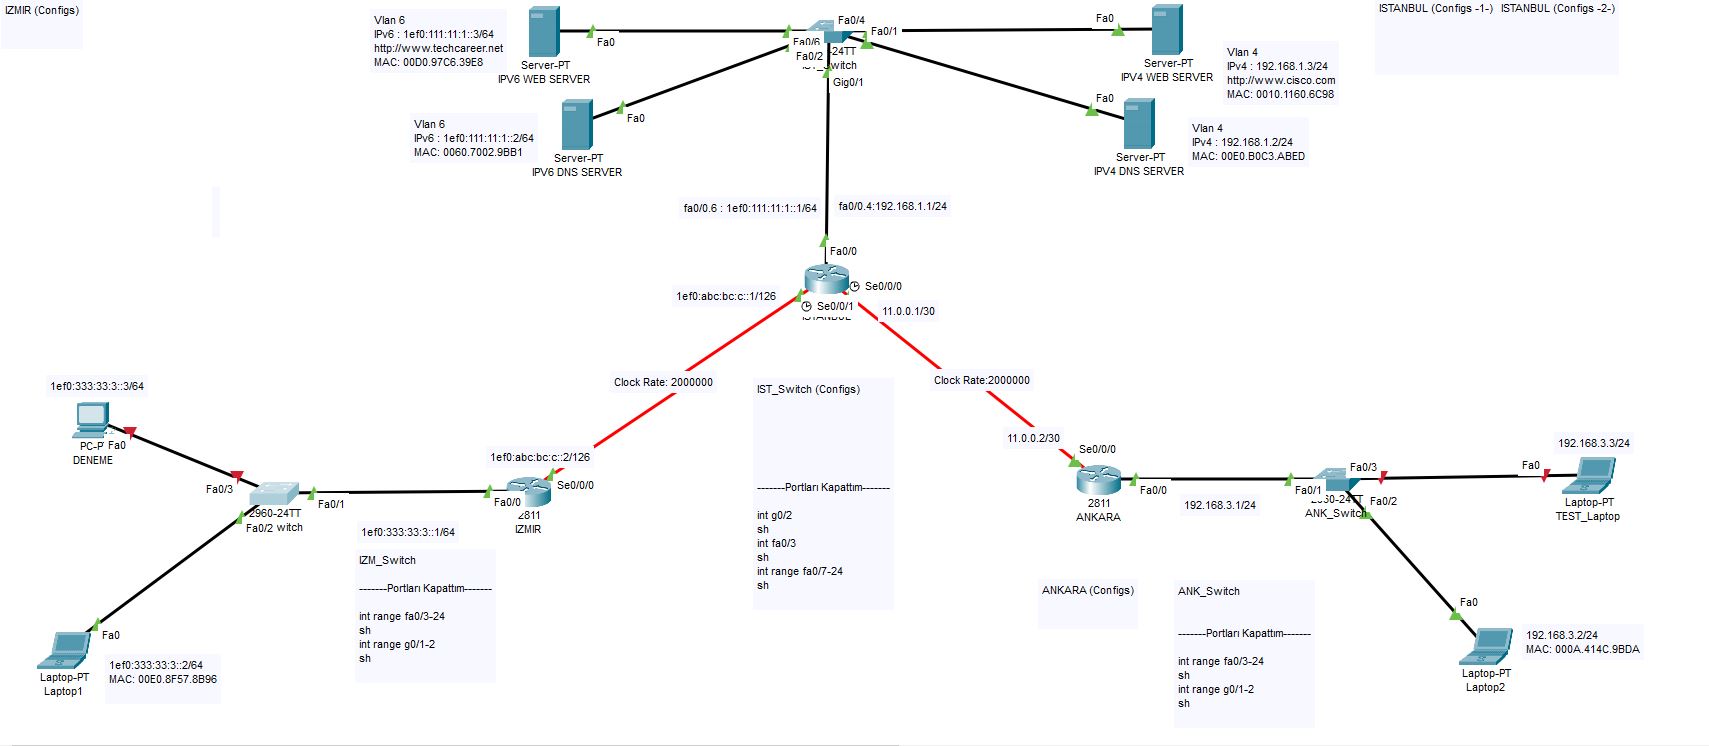 IZMIR (Configs)
Vlan 6
IPv6 : 1ef0:111:11:1::3/64
http://www.techcareer.net
MAC: 00D0.97C6.39E8
Fa0
Server-PT
IPV6 WEB SERVER
Fa0/4
Fa0/6
Fa0/1
Fa0/2
-24TT
Gig0/1
Fa0
Server-PT
IPV4 WEB SERVER
Vlan 4
IPv4 : 192.168.1.3/24
http://www.cisco.com
MAC: 0010.1160.6C98
ISTANBUL (Configs -1-)
ISTANBUL (Configs -2-)
Vlan 6
IPv6 : 1ef0:111:11:1::2/64
MAC: 0060.7002.9BB1
Fa0
Server-PT
IPV6 DNS SERVER
Fa0
Server-PT
IPV4 DNS SERVER
Vlan 4
IPv4 : 192.168.1.2/24
MAC: 00E0.B0C3.ABED
fa0/0.6 : 1ef0:111:11:1::1/64
fa0/0.4:192.168.1.1/24
Fa0/0
1ef0:abc:bc:c::1/126
Se0/0/0
Se0/0/1
ISTANBUL
11.0.0.1/30
Clock Rate: 2000000
Clock Rate:2000000
IST_Switch (Configs)
-------Portları Kapattım-------
int g0/2
sh
int fa0/3
sh
int range fa0/7-24
sh
1ef0:333:33:3::3/64
Fa0
DENEME
Fa0/3
2960-24TT
Fa0/2
witch
Fa0/1
1ef0:abc:bc:c::2/126
Se0/0/0
Fa0/0
2811
IZMIR
1ef0:333:33:3::1/64
IZM_Switch
-------Portları Kapattım-------
int range fa0/3-24
sh
int range g0/1-2
sh
Fa0
Laptop-PT
Laptop1
1ef0:333:33:3::2/64
MAC: 00E0.8F57.8B96
11.0.0.2/30
Se0/0/0
Fa0/0
2811
ANKARA
192.168.3.1/24
Fa0/3
Fa0/1
Fa0/2
ANK_Switch
192.168.3.3/24
Fa0
Laptop-PT
TEST_Laptop
ANKARA (Configs)
ANK_Switch
-------Portları Kapattım-------
int range fa0/3-24
sh
int range g0/1-2
sh
Fa0
Laptop-PT
Laptop2
192.168.3.2/24
MAC: 000A.414C.9BDA